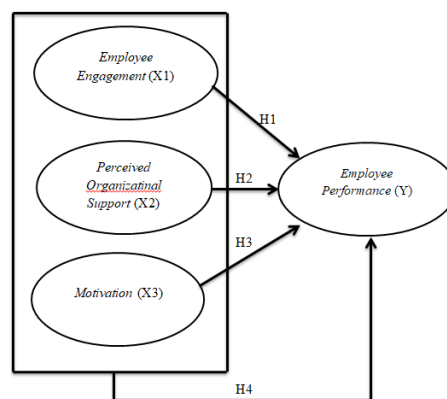 Employee
Engagement (X1)
H1
Perceived
Organizatinal
Support (X2)
H2
Employee
Performance (Y)
H3
Motivation (X3)
H4